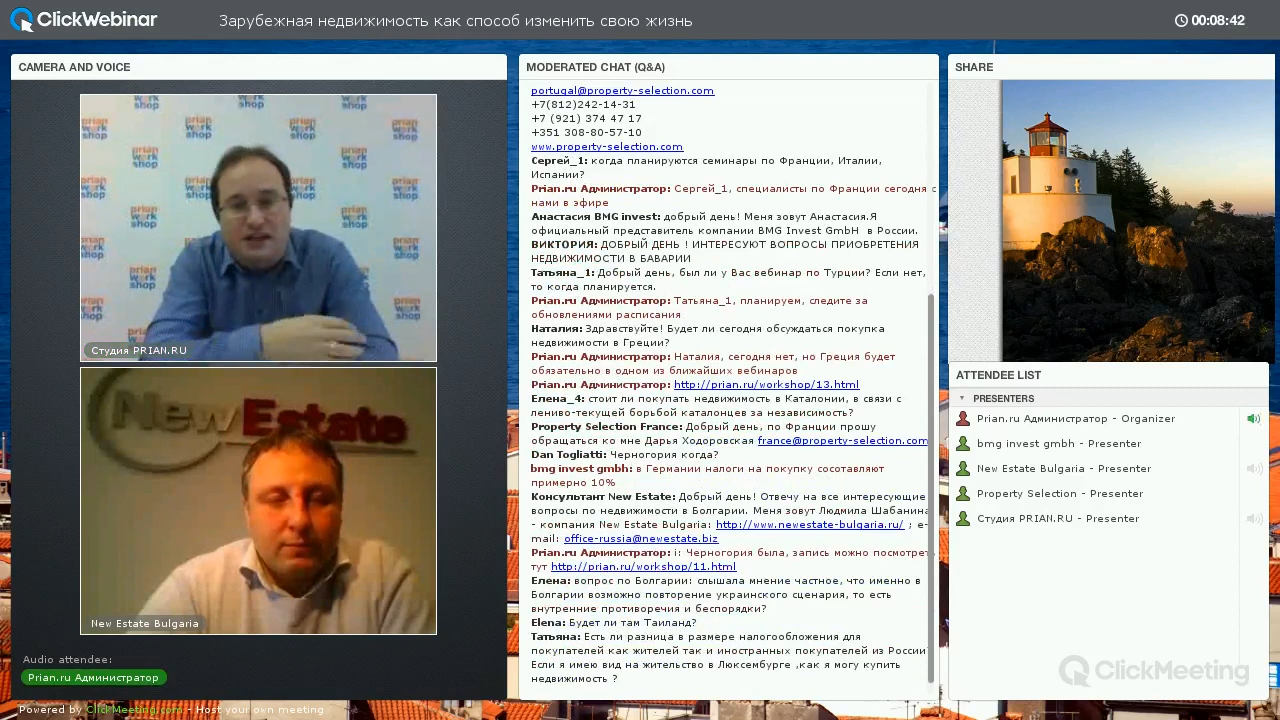 ClickWebinar
Зарубежная недвижимость как способ изменить свою жизнь
00:08:42
CAMERA AND VOICE
prian work shop
Студия PRIAN.RU
NewEstate
New Estate Bulgaria
Audio attendee:
Prian.ru Администратор
Powered by ClickMeeting.com - Host your own meeting
MODERATED CHAT (Q&A)
portugal@property-selection.com
+7(812)242-14-31
+7 (921) 374 47 17
+351 308-80-57-10
www.property-selection.com
Сергей_1: когда планируются семинары по Франции, Италии,
Испании?
Prian.ru Администратор: Сергей_1, специалисты по Франции сегодня с
нами в эфире
Анастасия BMG invest: добрый день! Меня зовут Анастасия.Я
официальный представитель компании BMG Invest GmbH в России.
ВИКТОРИЯ: ДОБРЫЙ ДЕНЬ ! ИНТЕРЕСУЮТ ВОПРОСЫ ПРИОБРЕТЕНИЯ
НЕДВИЖИМОСТИ В БАВАРИИ
Татьяна_1: Добрый день, был ли у Вас вебинар по Турции? Если нет,
то когда планируется.
Prian.ru Администратор: Татьяна_1, планируем, следите за
обновлениями расписания
Наталия: Здравствуйте! Будет ли сегодня обсуждаться покупка
недвижимости в Греции?
Prian.ru Администратор: Наталия, сегодня нет, но Греция будет
обязательно в одном из ближайших вебинаров
Prian.ru Администратор: http://prian.ru/workshop/13.html
Елена_4: стоит ли покупать недвижимость в Каталонии, в связи с
лениво-текущей борьбой каталонцев за независимость?
Property Selection France: Добрый день, по Франции прошу
обращаться ко мне Дарья Ходоровская france@property-selection.com
Dan Togliatti: Черногория когда?
bmg invest gmbh: в Германии налоги на покупку сосотавляют
примерно 10%
Консультант New Estate: Добрый день! Отвечу на все интересующие
вопросы по недвижимости в Болгарии. Меня зовут Людмила Шабанина
- компания New Estate Bulgaria: http://www.newestate-bulgaria.ru/ ; e-
mail: office-russia@newestate.biz
Prian.ru Администратор: i: Черногория была, запись можно посмотреть
тут http://prian.ru/workshop/11.html
Елена: вопрос по Болгарии: слышала мнение частное, что именно в
Болгарии возможно повторение украинского сценария, то есть
внутренние противоречия и беспорядки?
Elena: Будет ли там Таиланд?
Татьяна: Есть ли разница в размере налогообложения для
покупателей как жителей так и иностранных покупателей из России
Если я имею вид на жительство в Люксембурге ,как я могу купить
недвижимость ?
SHARE
ATTENDEE LIST
PRESENTERS
Prian.ru Администратор - Organizer
bmg invest gmbh - Presenter
New Estate Bulgaria - Presenter
Property Selection - Presenter
Студия PRIAN.RU - Presenter
ClickMeeting